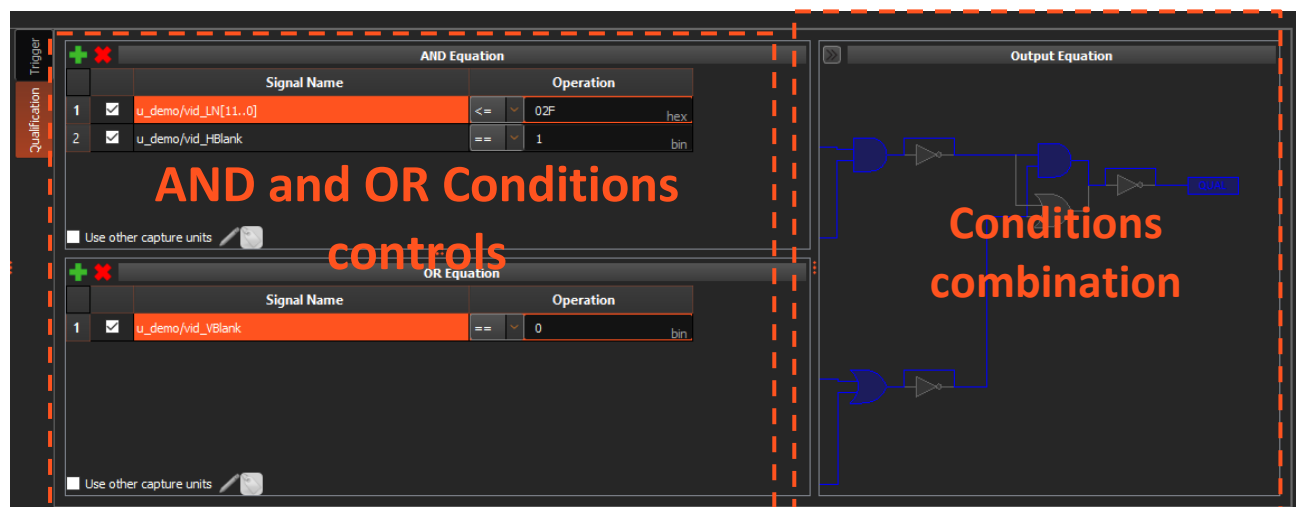 Trigger
Qualification
AND Equation
Signal Name Operation
1 u_demo/vid_LN[11..0] <= 02F hex
2 u_demo/vid_HBlank == 1 bin
AND and OR Conditions
controls
Use other capture units
OR Equation
Signal Name Operation
1 u_demo/vid_VBlank == 0 bin
Use other capture units
Output Equation
QUAL
Conditions
combination